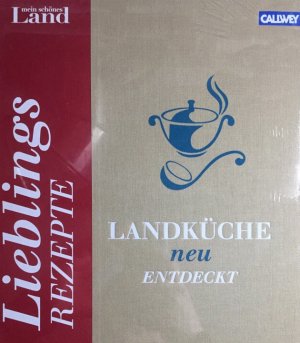 mein schönes
Land
CALLWEY
Lieblings
REZEPTE
LANDKÜCHE
neu
ENTDECKT